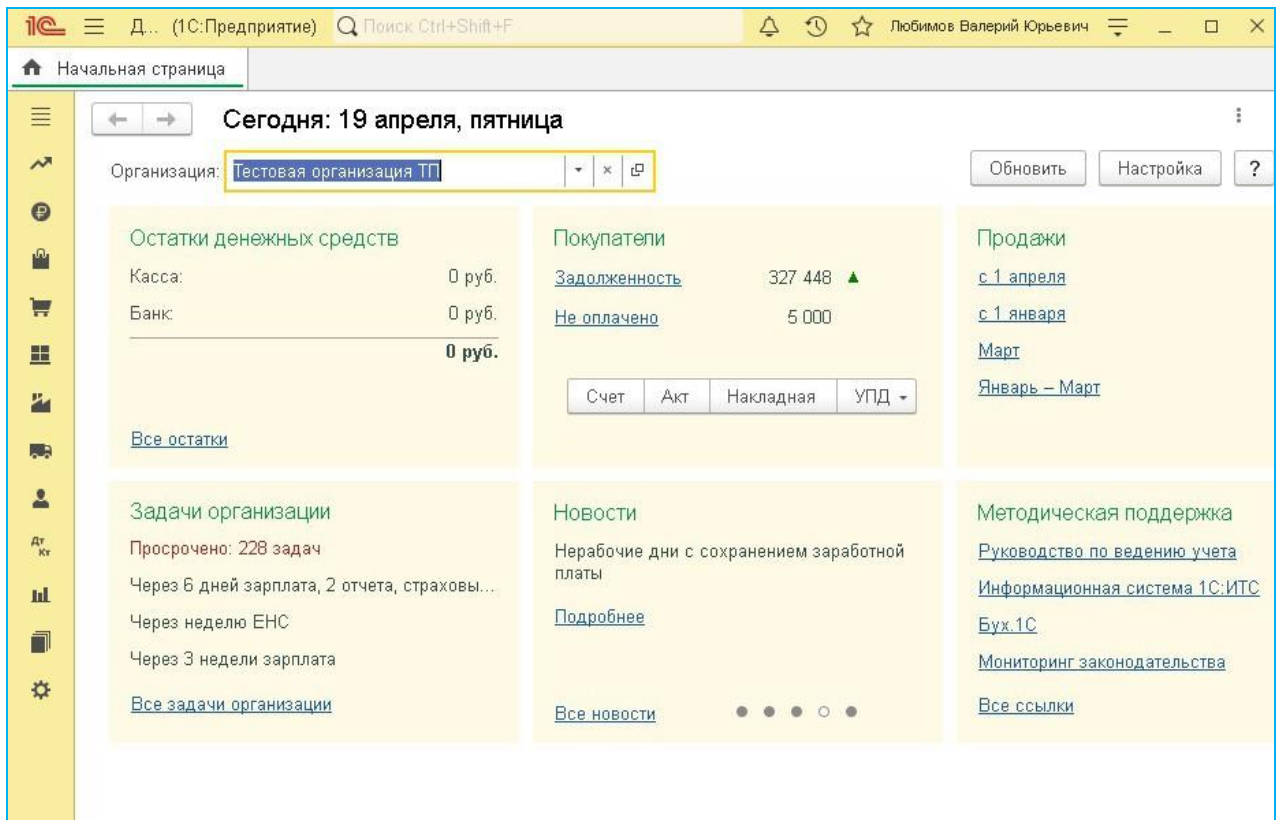 1С Д... (1С:Предприятие) Поиск Ctrl+Shift+F Любимов Валерий Юрьевич
Начальная страница
Сегодня: 19 апреля, пятница
Организация: Тестовая организация ТП Обновить Настройка ?
Остатки денежных средств
Касса: 0 руб.
Банк: 0 руб.
0 руб.
Все остатки
Покупатели
Задолженность 327 448
Не оплачено 5 000
Счет Акт Накладная УПД
Продажи
с 1 апреля
с 1 января
Март
Январь – Март
Задачи организации
Просрочено: 228 задач
Через 6 дней зарплата, 2 отчета, страховы...
Через неделю ЕНС
Через 3 недели зарплата
Все задачи организации
Новости
Нерабочие дни с сохранением заработной
платы
Подробнее
Все новости
Методическая поддержка
Руководство по ведению учета
Информационная система 1С:ИТС
Бух.1С
Мониторинг законодательства
Все ссылки
Дт
Кт